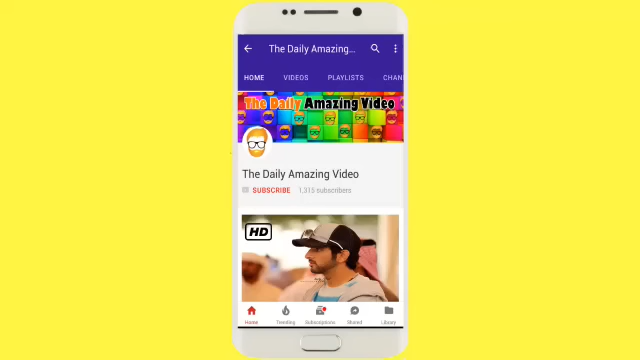 The Daily Amazing...
HOME VIDEOS PLAYLISTS CHAN
The Daily Amazing Video
The Daily Amazing Video
SUBSCRIBE 1,315 subscribers
HD
Home Trending Subscriptions Shared Library